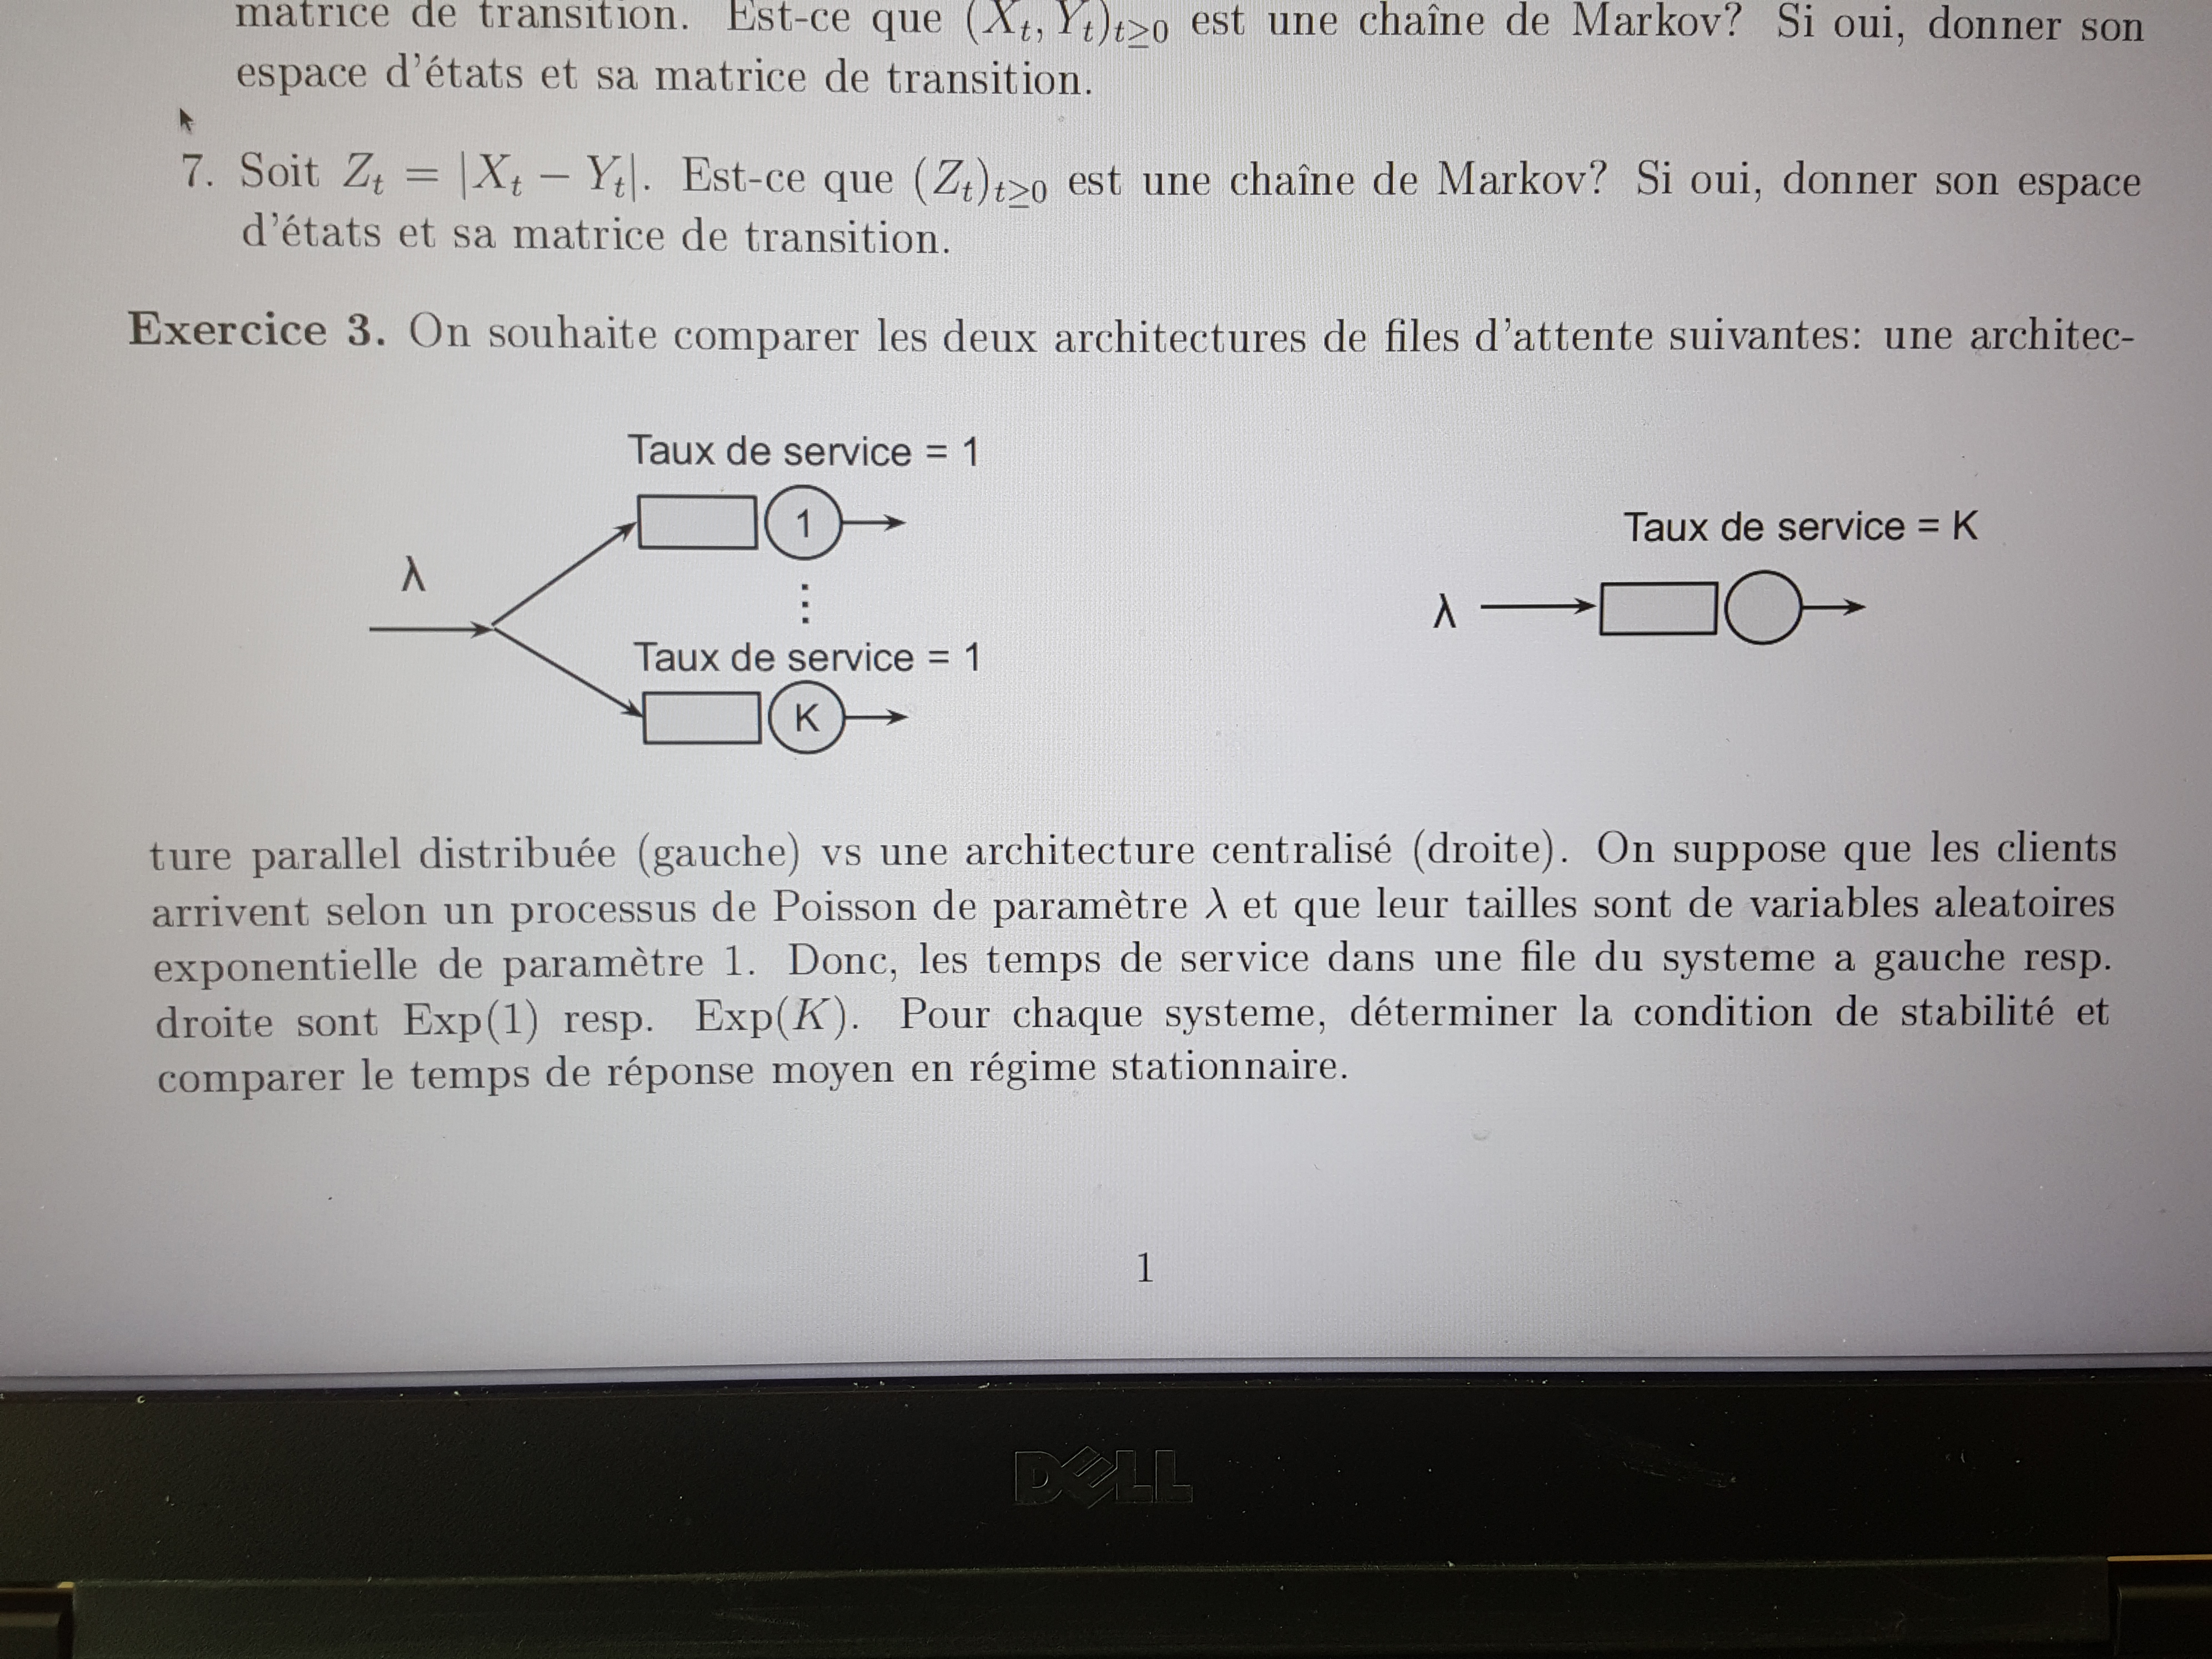 matrice de transition. Est-ce que (X_t, Y_t)_{t≥0} est une chaîne de Markov? Si oui, donner son
espace d'états et sa matrice de transition.
7. Soit Z_t = |X_t − Y_t|. Est-ce que (Z_t)_{t≥0} est une chaîne de Markov? Si oui, donner son espace
d'états et sa matrice de transition.
Exercice 3. On souhaite comparer les deux architectures de files d'attente suivantes: une architec-
Taux de service = 1
1
λ
⋮
Taux de service = 1
K
Taux de service = K
λ
ture parallel distribuée (gauche) vs une architecture centralisé (droite). On suppose que les clients
arrivent selon un processus de Poisson de paramètre λ et que leur tailles sont de variables aleatoires
exponentielle de paramètre 1. Donc, les temps de service dans une file du systeme a gauche resp.
droite sont Exp(1) resp. Exp(K). Pour chaque systeme, déterminer la condition de stabilité et
comparer le temps de réponse moyen en régime stationnaire.
1
DELL